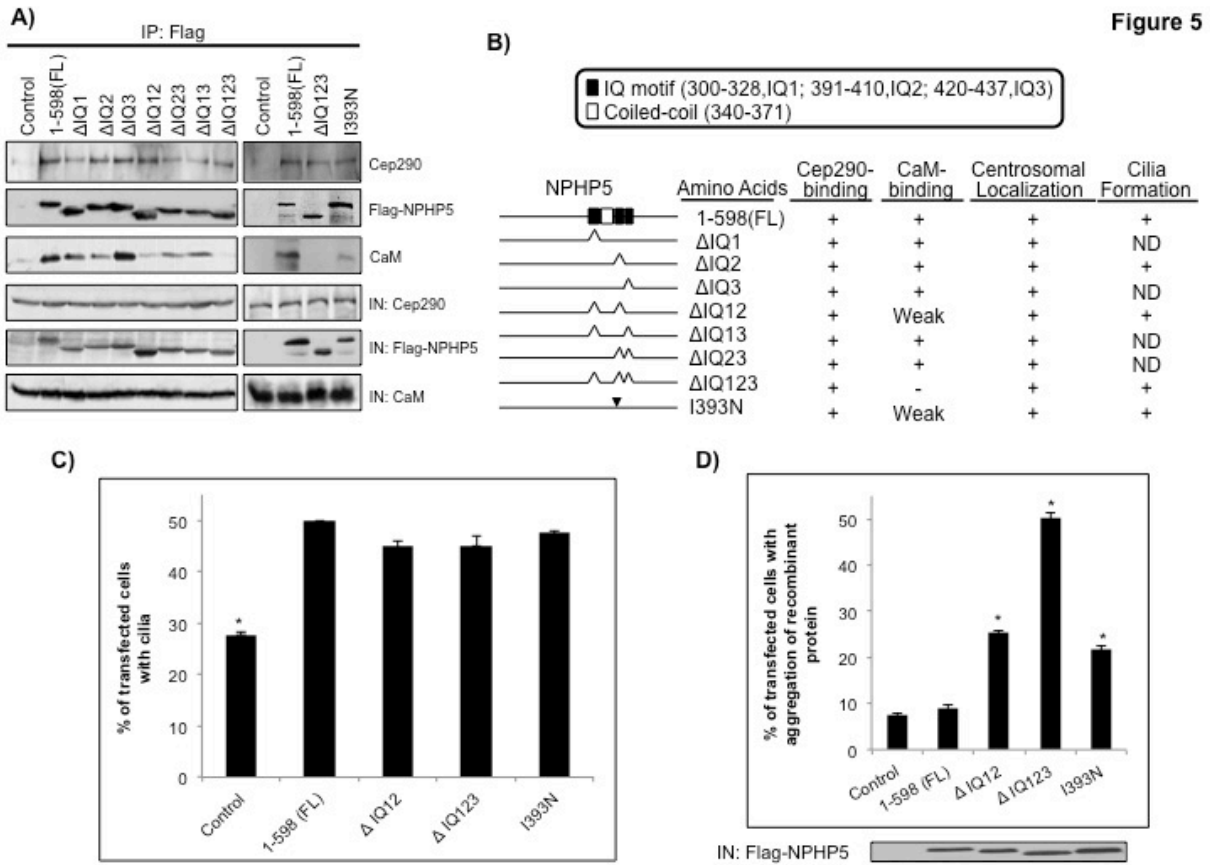 Figure 5
A)
IP: Flag
Control
1-598(FL)
ΔIQ1
ΔIQ2
ΔIQ3
ΔIQ12
ΔIQ23
ΔIQ13
ΔIQ123
Control
1-598(FL)
ΔIQ123
I393N
Cep290
Flag-NPHP5
CaM
IN: Cep290
IN: Flag-NPHP5
IN: CaM
B)
IQ motif (300-328,IQ1; 391-410,IQ2; 420-437,IQ3)
Coiled-coil (340-371)
NPHP5 Amino Acids Cep290-binding CaM-binding Centrosomal Localization Cilia Formation
1-598(FL) + + + +
ΔIQ1 + + + ND
ΔIQ2 + + + +
ΔIQ3 + + + ND
ΔIQ12 + Weak + +
ΔIQ13 + + + ND
ΔIQ23 + + + ND
ΔIQ123 + - + +
I393N + Weak + +
C)
% of transfected cells
with cilia
50
40
30
20
10
0
*
Control
1-598 (FL)
Δ IQ12
Δ IQ123
I393N
D)
% of transfected cells with
aggregation of recombinant
protein
50
40
30
20
10
0
*
*
*
Control
1-598 (FL)
Δ IQ12
Δ IQ123
I393N
IN: Flag-NPHP5